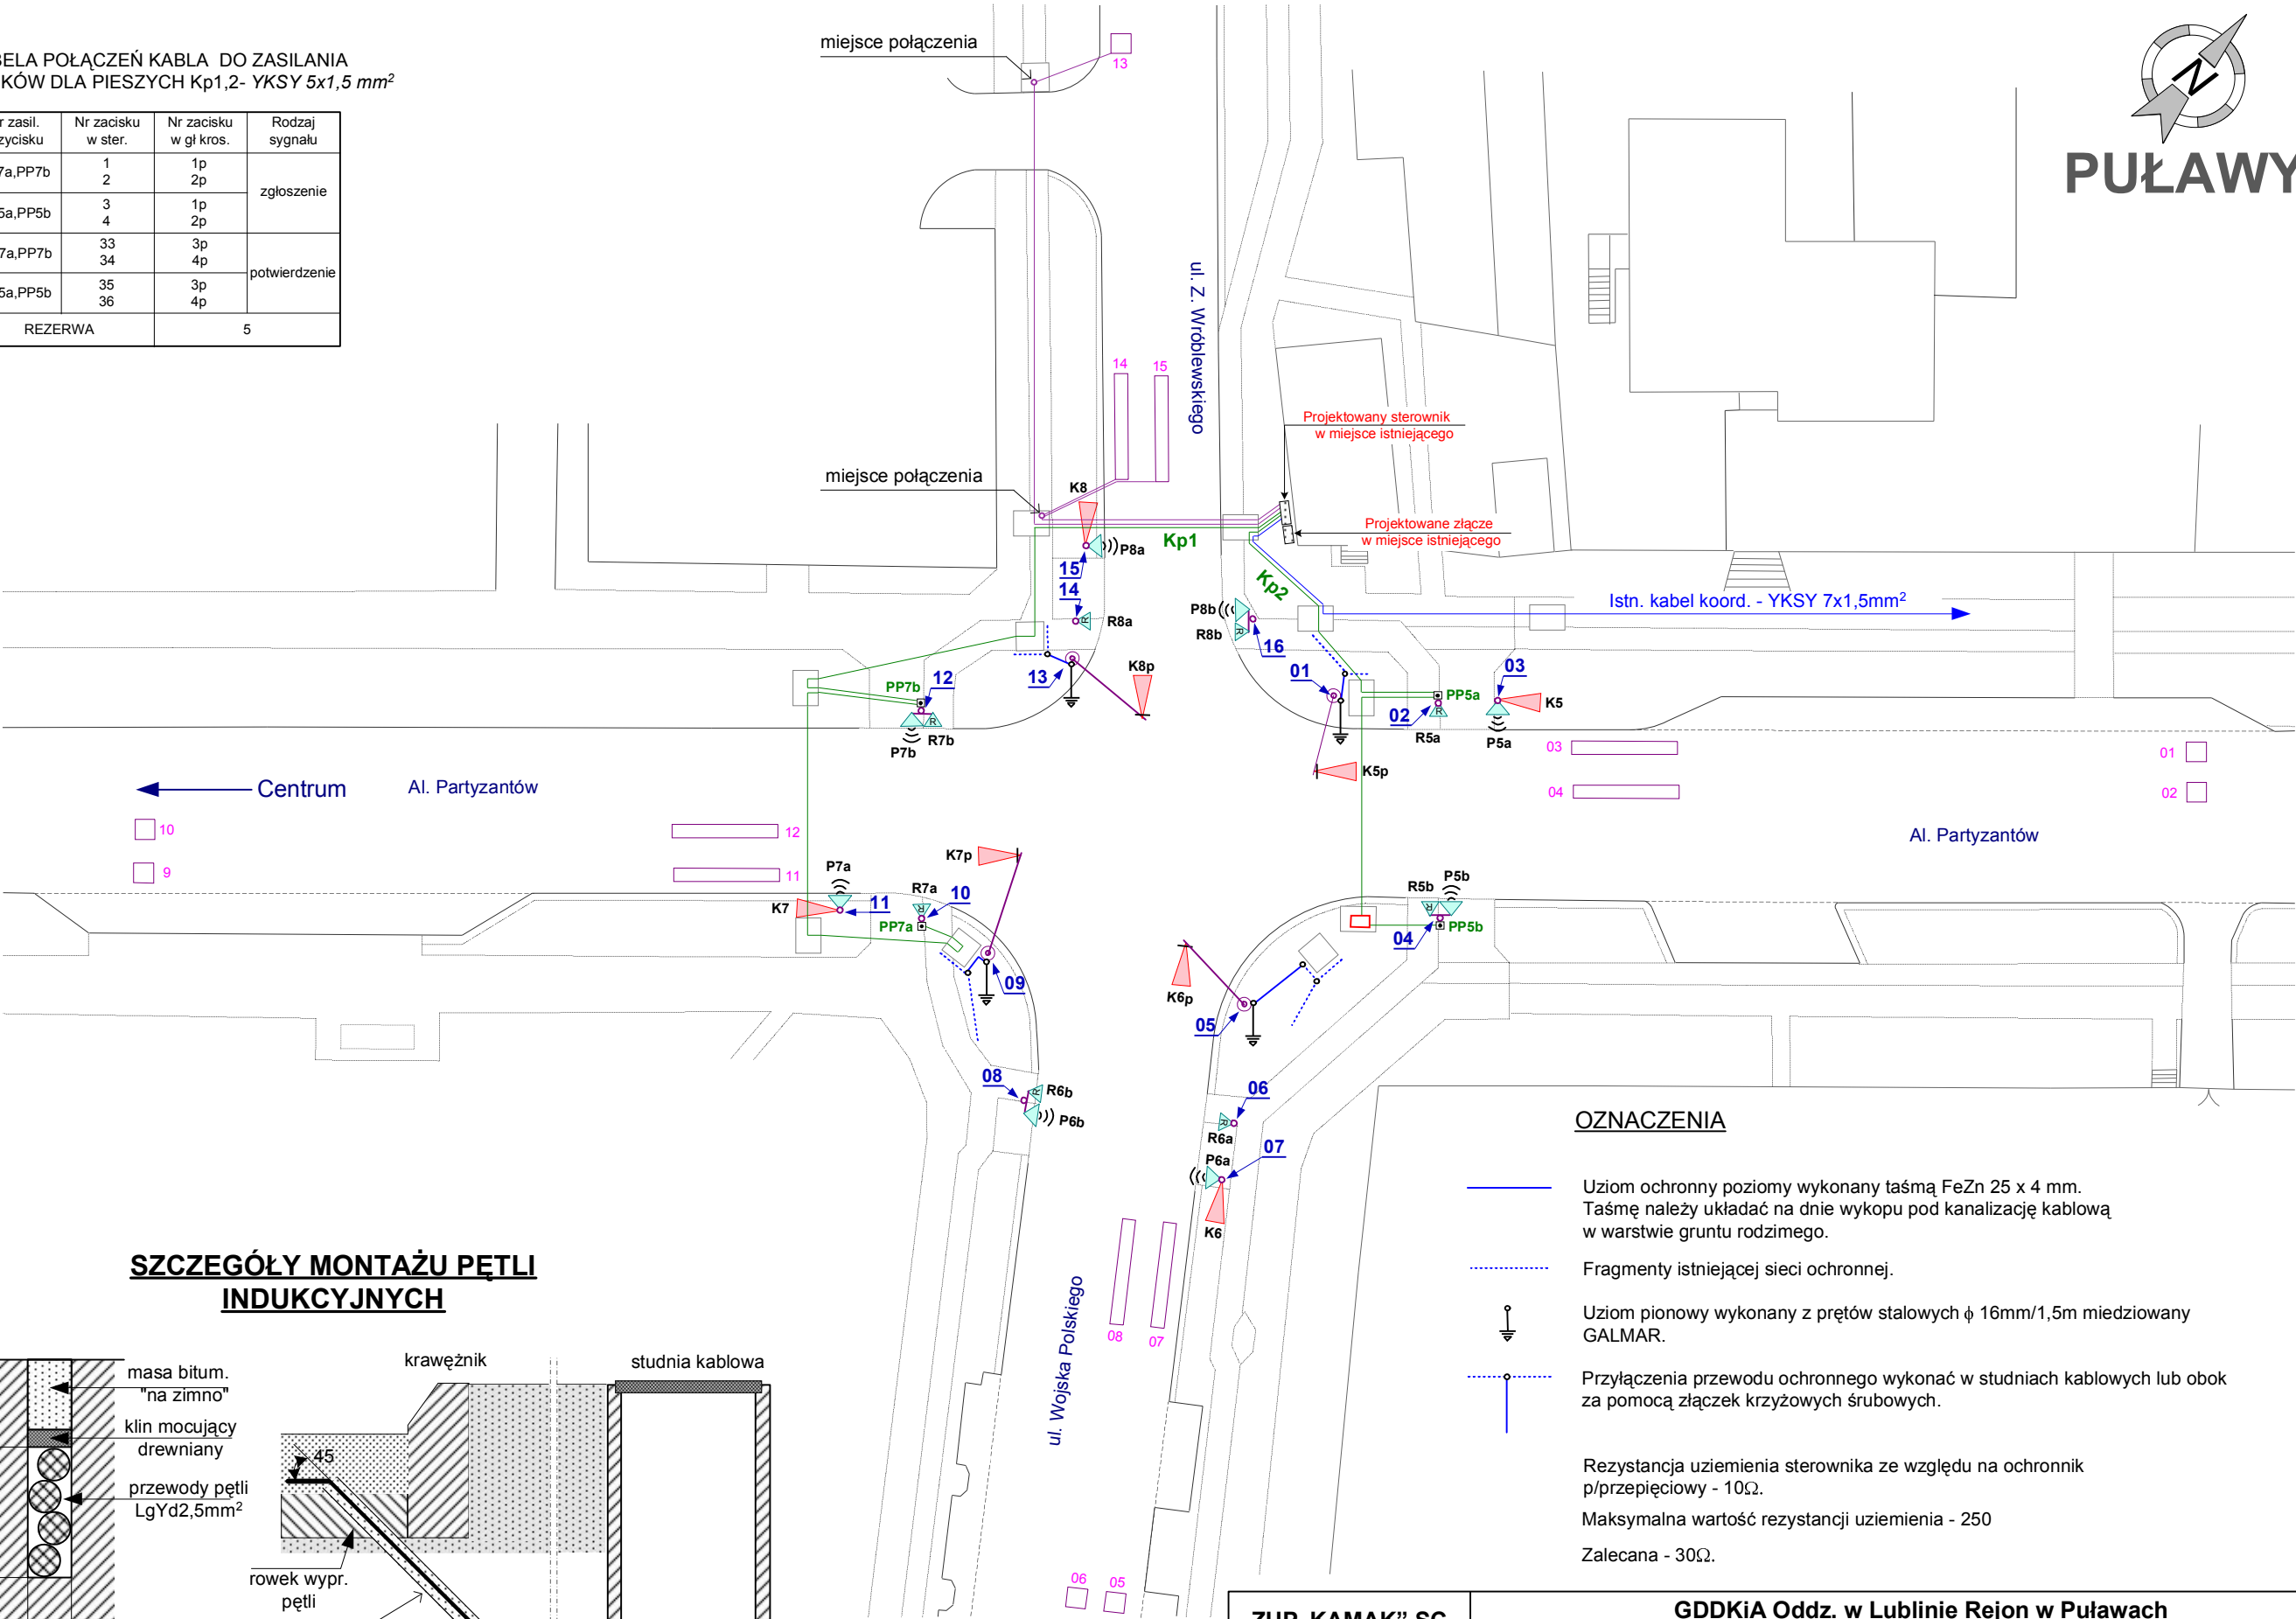 BELA POŁĄCZEŃ KABLA DO ZASILANIA
KÓW DLA PIESZYCH Kp1,2- YKSY 5x1,5 mm²
r zasil.
zycisku
Nr zacisku
w ster.
Nr zacisku
w gł kros.
Rodzaj
sygnału
7a,PP7b
1
2
1p
2p
zgłoszenie
5a,PP5b
3
4
1p
2p
7a,PP7b
33
34
3p
4p
potwierdzenie
5a,PP5b
35
36
3p
4p
REZERWA
5
miejsce połączenia
13
N
PUŁAWY
ul. Z. Wróblewskiego
14
15
Projektowany sterownik
w miejsce istniejącego
miejsce połączenia
K8
P8a
Kp1
Projektowane złącze
w miejsce istniejącego
15
14
R
R8a
Kp2
P8b
R8b
R
16
Istn. kabel koord. - YKSY 7x1,5mm²
13
K8p
PP7b
12
R
P7b
R7b
01
02
R
R5a
PP5a
03
K5
P5a
K5p
03
04
01
02
Centrum
Al. Partyzantów
Al. Partyzantów
10
9
12
11
K7p
P7a
K7
11
R7a
R
10
PP7a
09
R5b
P5b
R
04
PP5b
K6p
05
08
R
R6b
P6b
06
R
R6a
07
P6a
K6
08
07
ul. Wojska Polskiego
06
05
OZNACZENIA
Uziom ochronny poziomy wykonany taśmą FeZn 25 x 4 mm.
Taśmę należy układać na dnie wykopu pod kanalizację kablową
w warstwie gruntu rodzimego.
Fragmenty istniejącej sieci ochronnej.
Uziom pionowy wykonany z prętów stalowych ϕ 16mm/1,5m miedziowany
GALMAR.
Przyłączenia przewodu ochronnego wykonać w studniach kablowych lub obok
za pomocą złączek krzyżowych śrubowych.
Rezystancja uziemienia sterownika ze względu na ochronnik
p/przepięciowy - 10Ω.
Maksymalna wartość rezystancji uziemienia - 250
Zalecana - 30Ω.
SZCZEGÓŁY MONTAŻU PĘTLI
INDUKCYJNYCH
masa bitum.
"na zimno"
klin mocujący
drewniany
przewody pętli
LgYd2,5mm²
krawężnik
studnia kablowa
45
rowek wypr.
pętli
ZUP „KAMAK” SC
GDDKiA Oddz. w Lublinie Rejon w Puławach